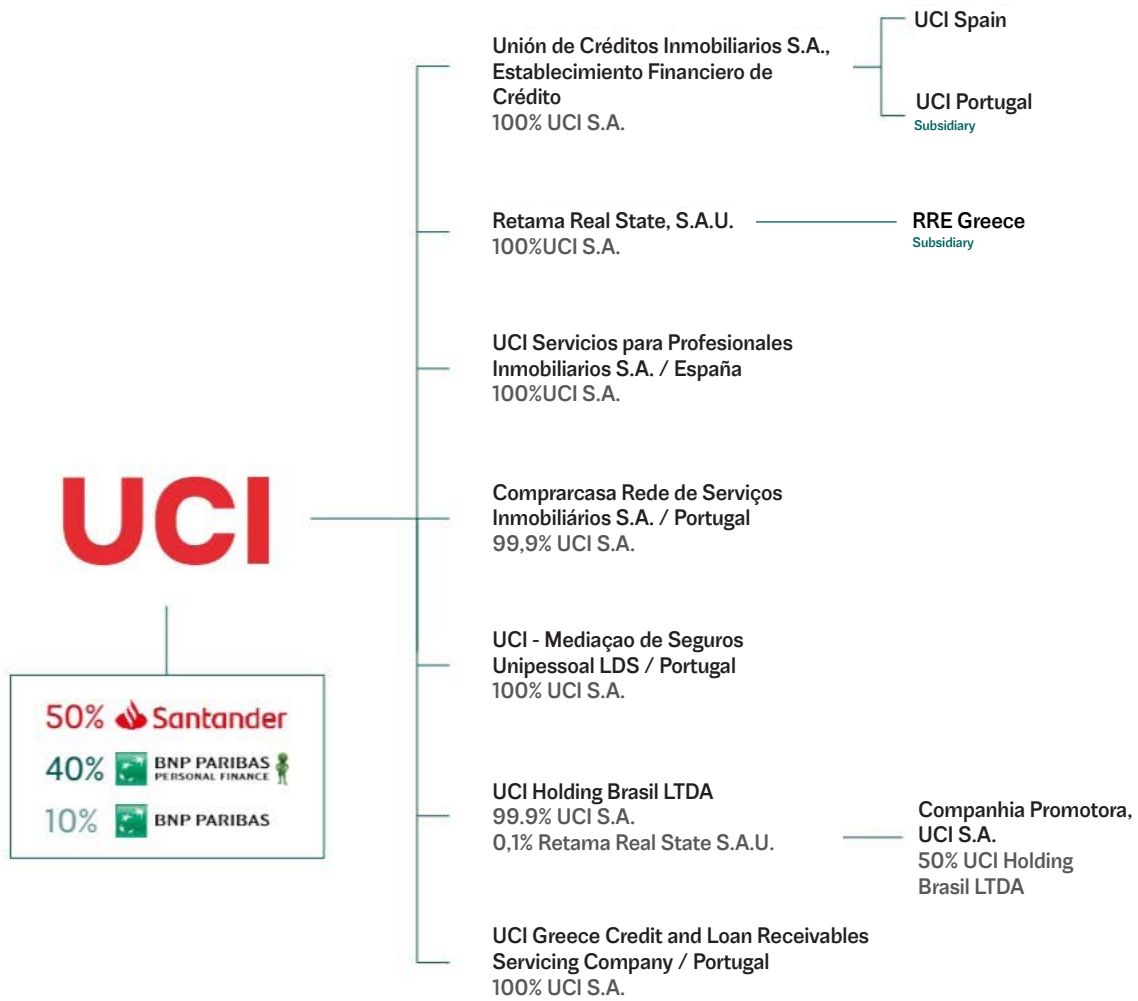 Unión de Créditos Inmobiliarios S.A.,
Establecimiento Financiero de
Crédito
100% UCI S.A.
UCI Spain
UCI Portugal
Subsidiary
Retama Real State, S.A.U.
100%UCI S.A.
RRE Greece
Subsidiary
UCI Servicios para Profesionales
Inmobiliarios S.A. / España
100%UCI S.A.
UCI
Comprarcasa Rede de Serviços
Inmobiliários S.A. / Portugal
99,9% UCI S.A.
UCI - Mediaçao de Seguros
Unipessoal LDS / Portugal
100% UCI S.A.
50% Santander
40% BNP PARIBAS
PERSONAL FINANCE
10% BNP PARIBAS
UCI Holding Brasil LTDA
99.9% UCI S.A.
0,1% Retama Real State S.A.U.
Companhia Promotora,
UCI S.A.
50% UCI Holding
Brasil LTDA
UCI Greece Credit and Loan Receivables
Servicing Company / Portugal
100% UCI S.A.